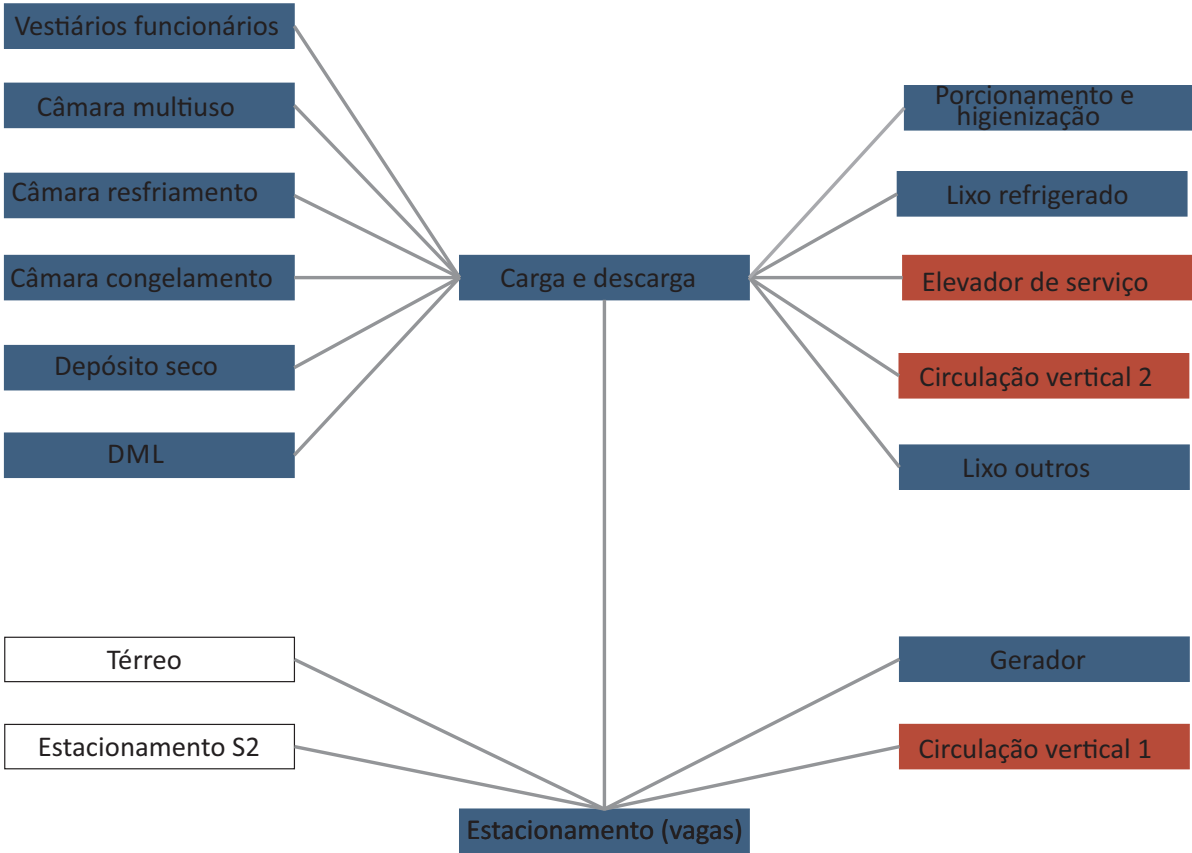 Vestiários funcionários
Câmara multiuso
Câmara resfriamento
Câmara congelamento
Depósito seco
DML
Carga e descarga
Porcionamento e
higienização
Lixo refrigerado
Elevador de serviço
Circulação vertical 2
Lixo outros
Térreo
Estacionamento S2
Gerador
Circulação vertical 1
Estacionamento (vagas)